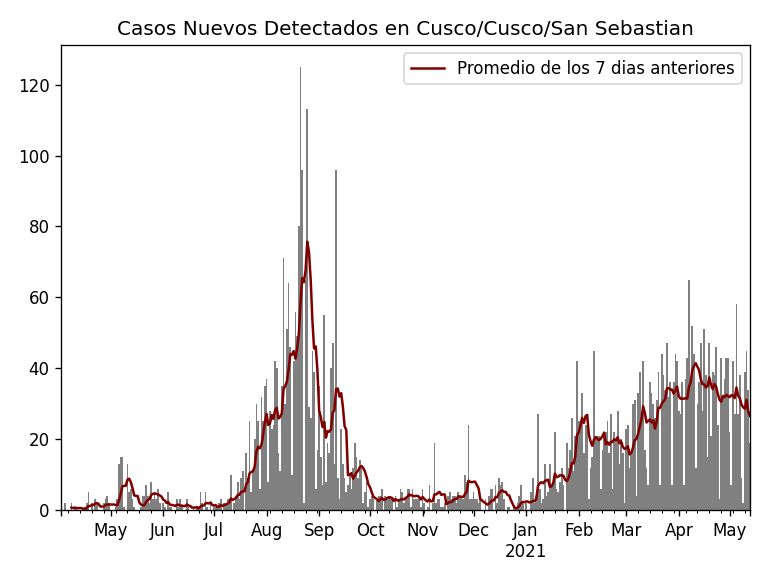 Casos Nuevos Detectados en Cusco/Cusco/San Sebastian
Promedio de los 7 dias anteriores
120
100
80
60
40
20
0
May Jun Jul Aug Sep Oct Nov Dec Jan Feb Mar Apr May
2021